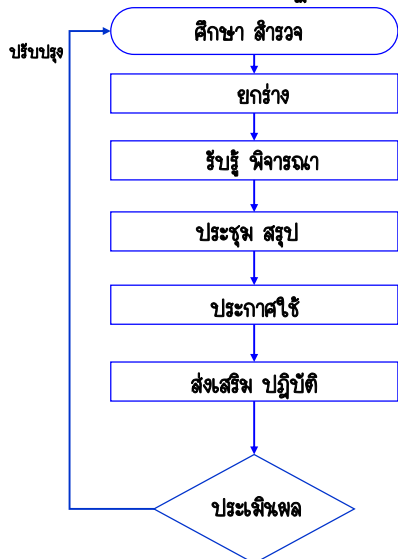 ศึกษา สำรวจ
ปรับปรุง
ยกร่าง
รับรู้ พิจารณา
ประชุม สรุป
ประกาศใช้
ส่งเสริม ปฏิบัติ
ประเมินผล